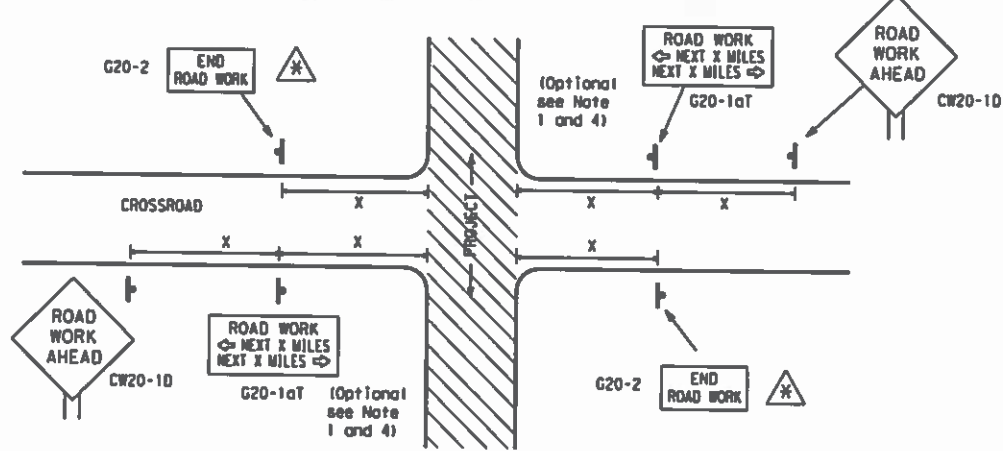 G20-2
END
ROAD WORK
*
ROAD WORK
⇦ NEXT X MILES
NEXT X MILES ⇨
(Optional
see Note
1 and 4)
G20-1aT
ROAD
WORK
AHEAD
CW20-1D
CROSSROAD
X
X
X
PROJECT
X
X
X
ROAD
WORK
AHEAD
CW20-1D
ROAD WORK
⇦ NEXT X MILES
NEXT X MILES ⇨
G20-1aT
(Optional
see Note
1 and 4)
G20-2
END
ROAD WORK
*